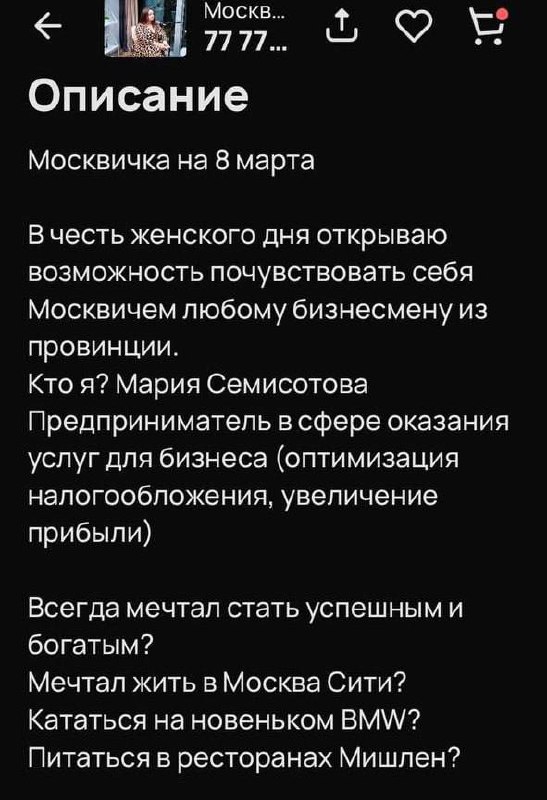 Москв...
77 77...
Описание
Москвичка на 8 марта
В честь женского дня открываю
возможность почувствовать себя
Москвичем любому бизнесмену из
провинции.
Кто я? Мария Семисотова
Предприниматель в сфере оказания
услуг для бизнеса (оптимизация
налогообложения, увеличение
прибыли)
Всегда мечтал стать успешным и
богатым?
Мечтал жить в Москва Сити?
Кататься на новеньком BMW?
Питаться в ресторанах Мишлен?